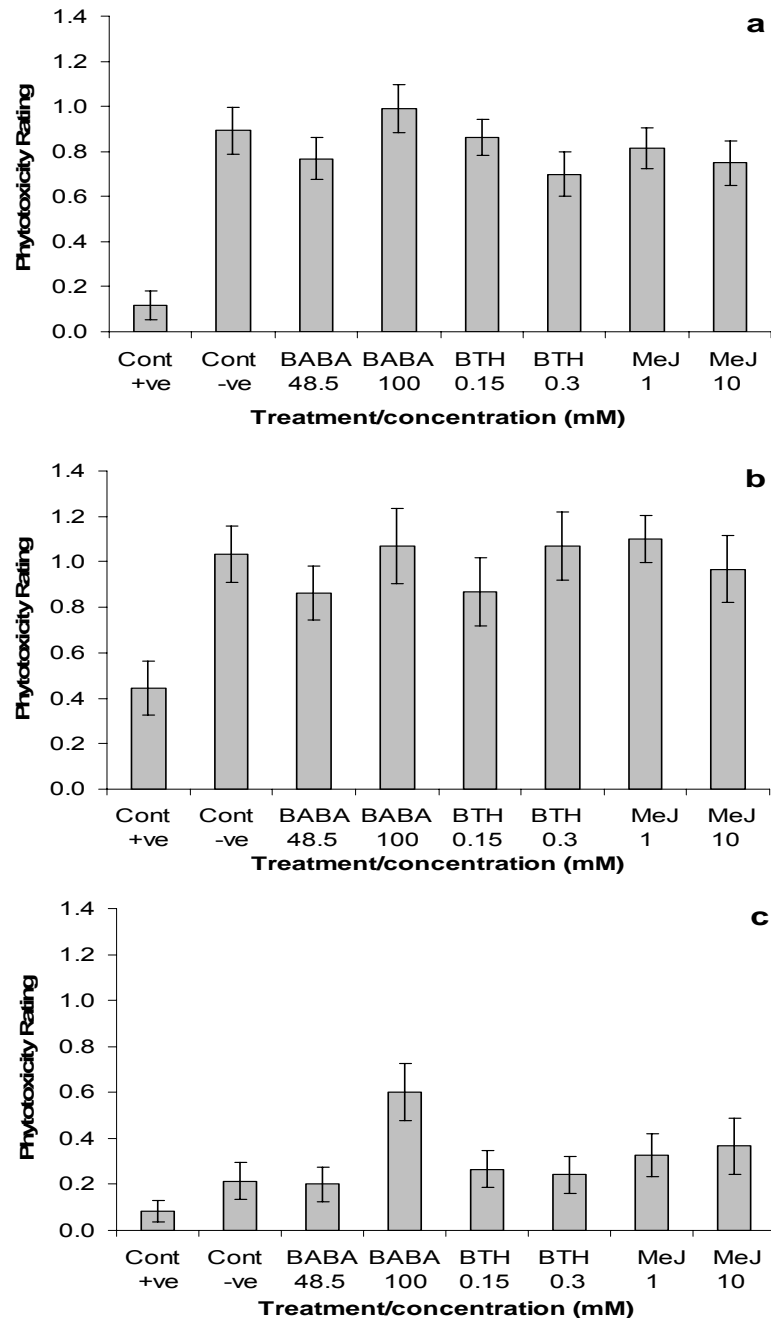 a
1.4
1.2
1.0
0.8
0.6
0.4
0.2
0.0
Phytotoxicity Rating
Cont Cont BABA BABA BTH BTH MeJ MeJ
+ve -ve 48.5 100 0.15 0.3 1 10
Treatment/concentration (mM)
b
1.4
1.2
1.0
0.8
0.6
0.4
0.2
0.0
Phytotoxicity Rating
Cont Cont BABA BABA BTH BTH MeJ MeJ
+ve -ve 48.5 100 0.15 0.3 1 10
Treatment/concentration (mM)
c
1.4
1.2
1.0
0.8
0.6
0.4
0.2
0.0
Phytotoxicity Rating
Cont Cont BABA BABA BTH BTH MeJ MeJ
+ve -ve 48.5 100 0.15 0.3 1 10
Treatment/concentration (mM)